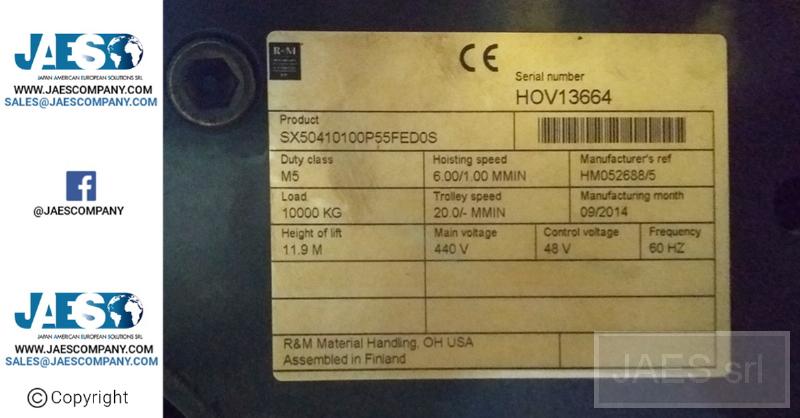 JAES
JAPAN AMERICAN EUROPEAN SOLUTIONS SRL
WWW.JAESCOMPANY.COM
SALES@JAESCOMPANY.COM
f
@JAESCOMPANY
JAES
JAPAN AMERICAN EUROPEAN SOLUTIONS SRL
WWW.JAESCOMPANY.COM
SALES@JAESCOMPANY.COM
© Copyright
R&M
CE
Serial number
HOV13664
Product
SX50410100P55FED0S
Duty class
M5
Hoisting speed
6.00/1.00 MMIN
Manufacturer's ref
HM052688/5
Load
10000 KG
Trolley speed
20.0/- MMIN
Manufacturing month
09/2014
Height of lift
11.9 M
Main voltage
440 V
Control voltage
48 V
Frequency
60 HZ
R&M Material Handling, OH USA
Assembled in Finland
JAES srl